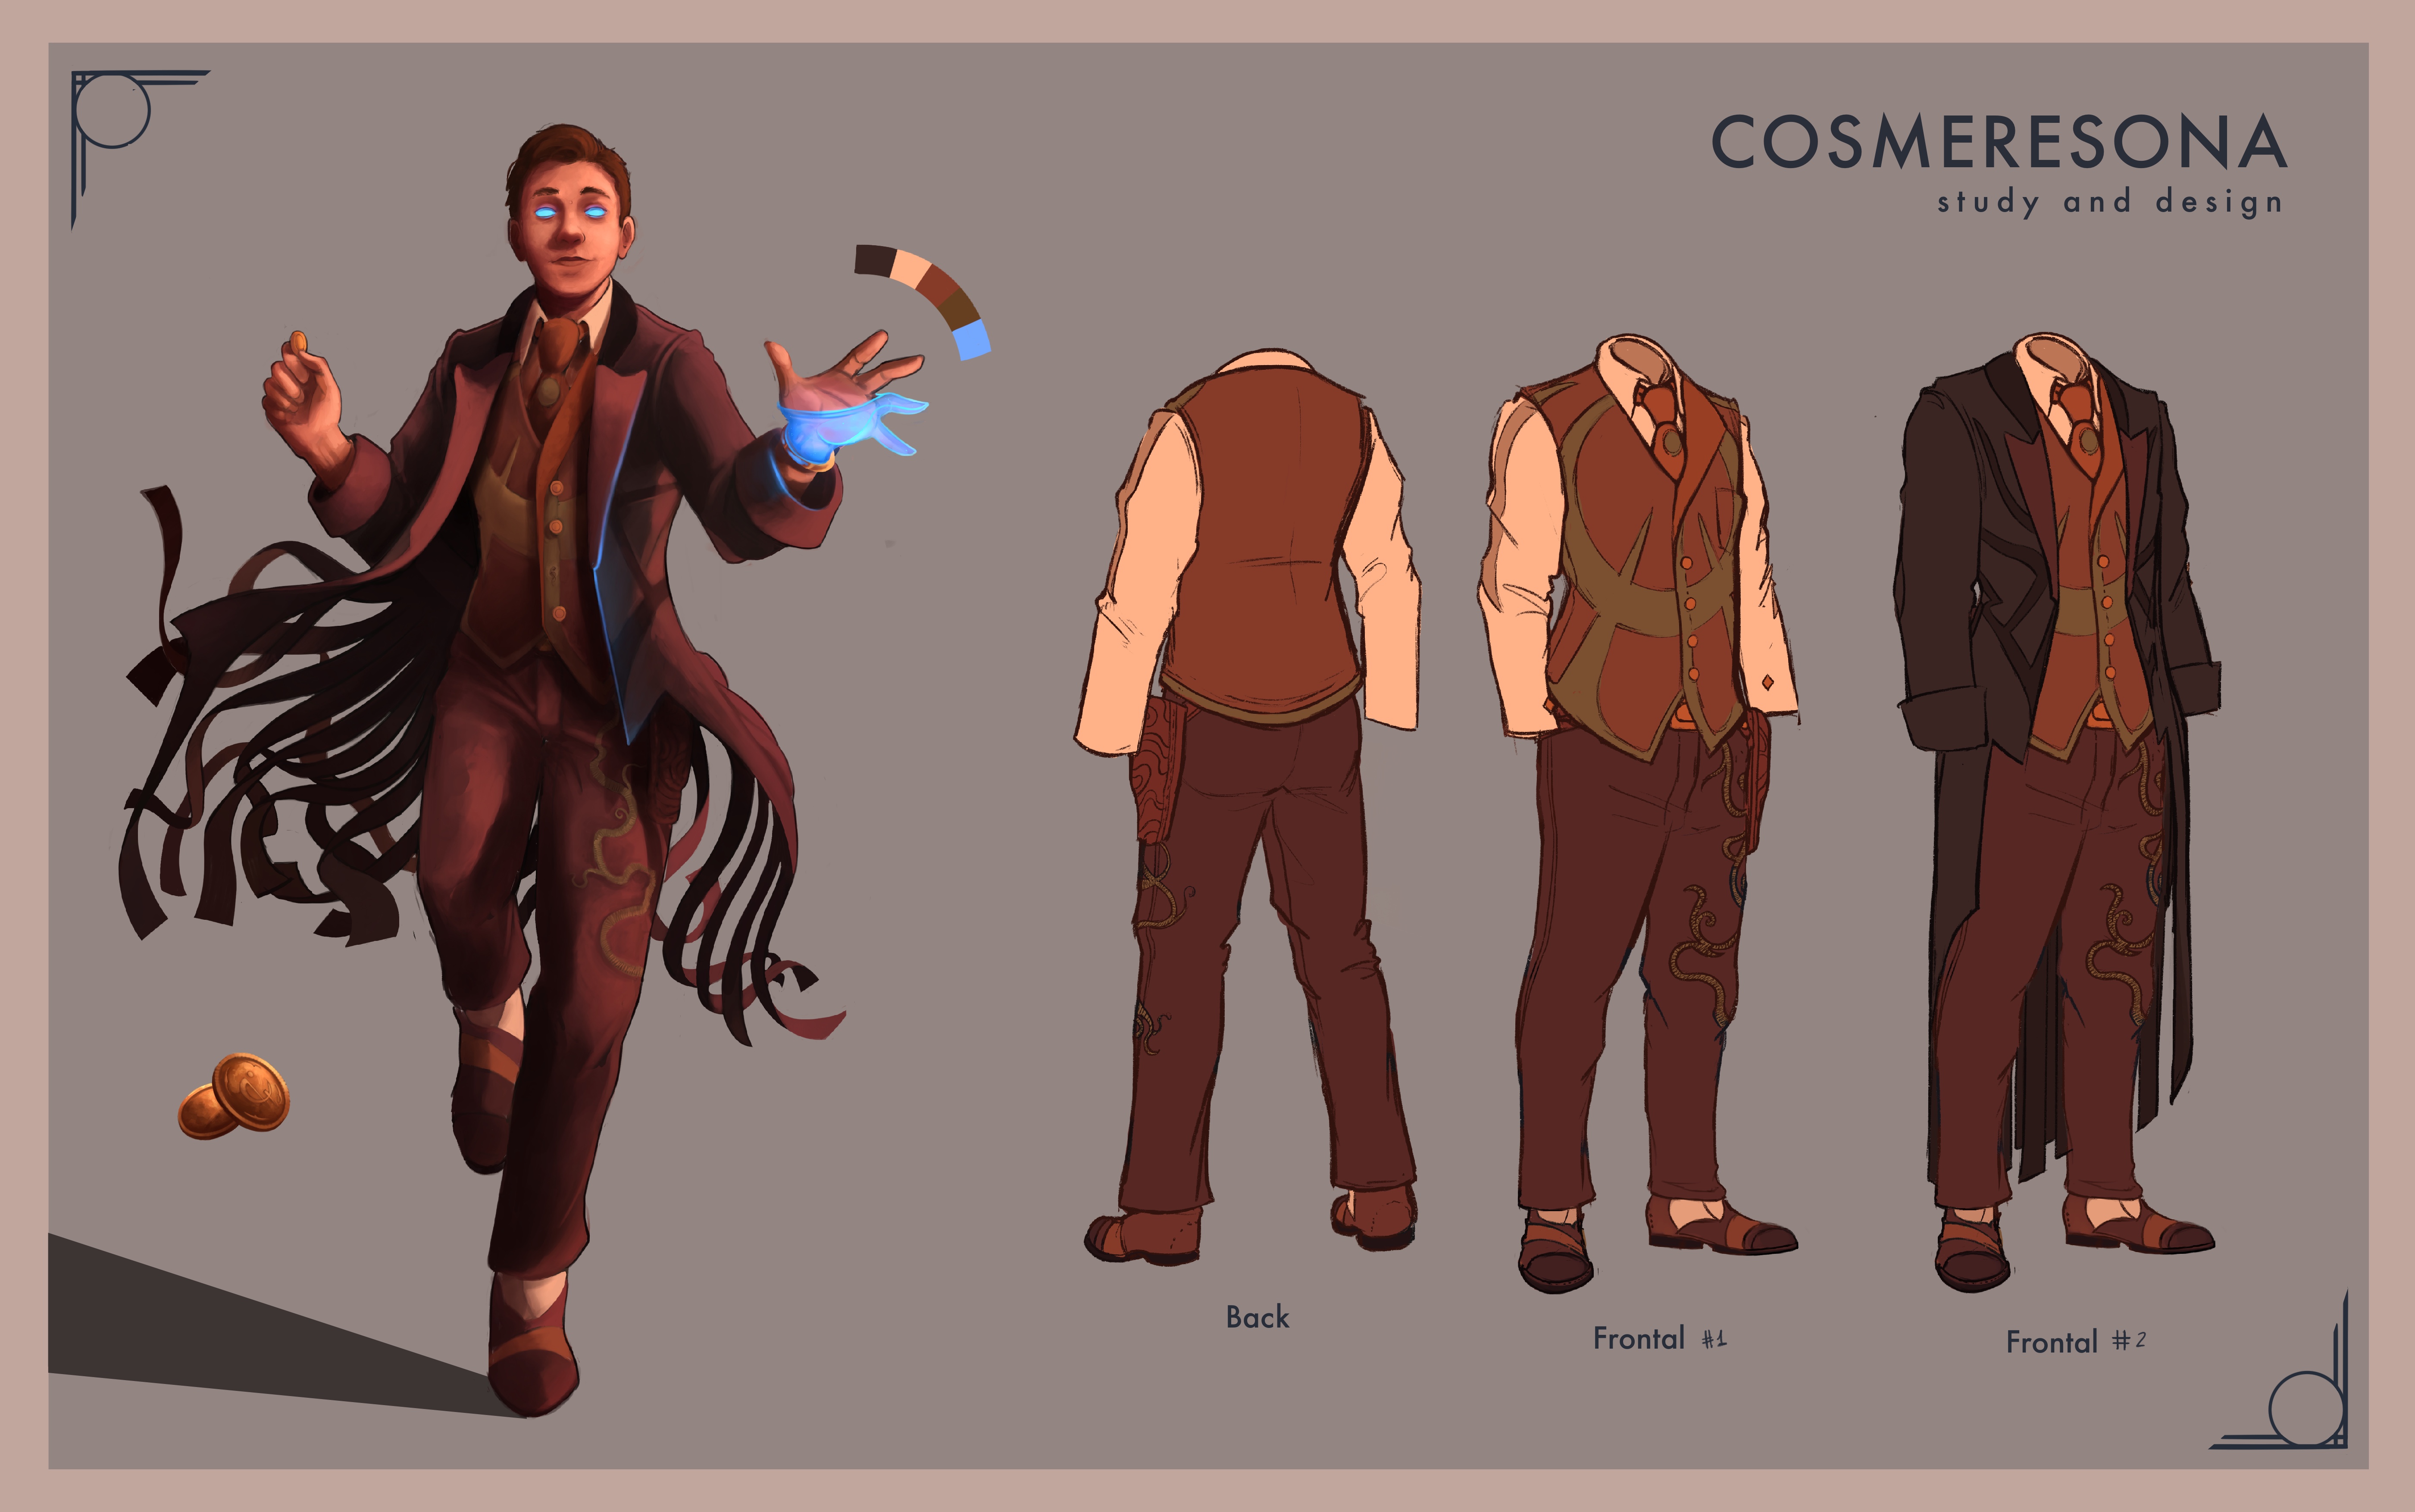 COSMERESONA
study and design
Back
Frontal #1
Frontal #2